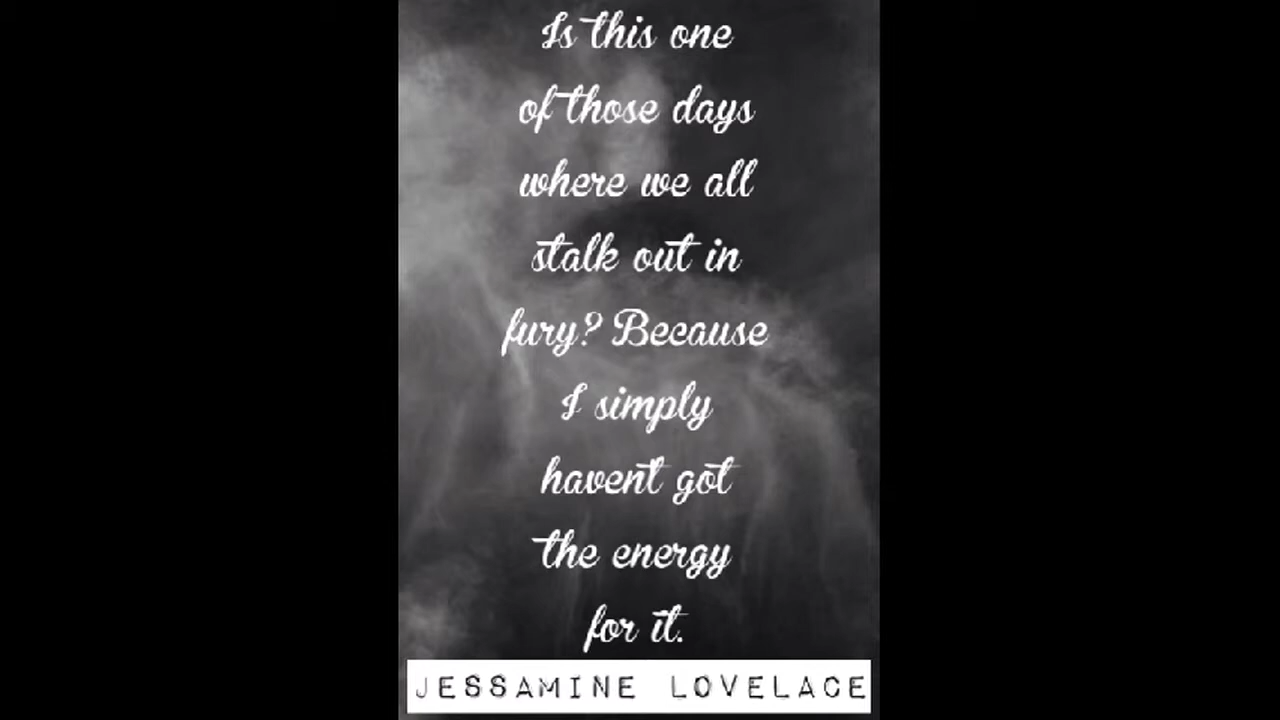 Is this one
of those days
where we all
stalk out in
fury? Because
I simply
havent got
the energy
for it.
JESSAMINE LOVELACE